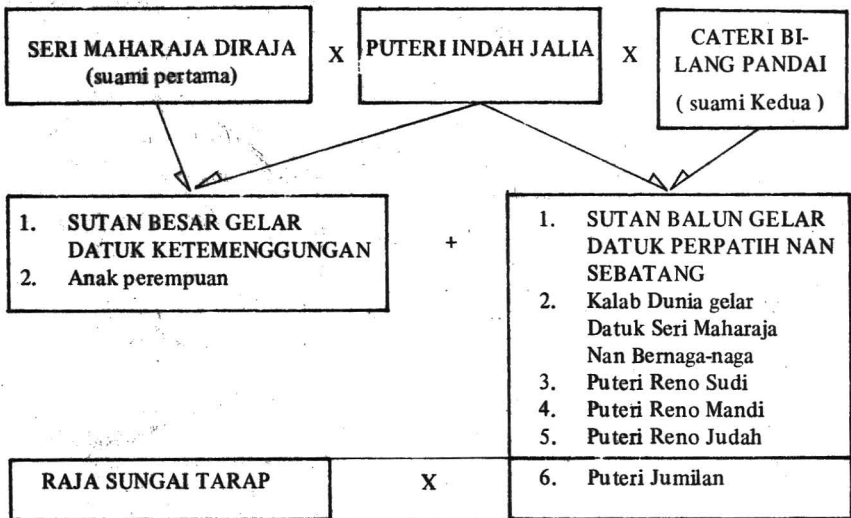 SERI MAHARAJA DIRAJA
(suami pertama)
X
PUTERI INDAH JALIA
X
CATERI BI-
LANG PANDAI
( suami Kedua )
1. SUTAN BESAR GELAR
DATUK KETEMENGGUNGAN
2. Anak perempuan
+
1. SUTAN BALUN GELAR
DATUK PERPATIH NAN
SEBATANG
2. Kalab Dunia gelar
Datuk Seri Maharaja
Nan Bernaga-naga
3. Puteri Reno Sudi
4. Puteri Reno Mandi
5. Puteri Reno Judah
RAJA SUNGAI TARAP
X
6. Puteri Jumilan